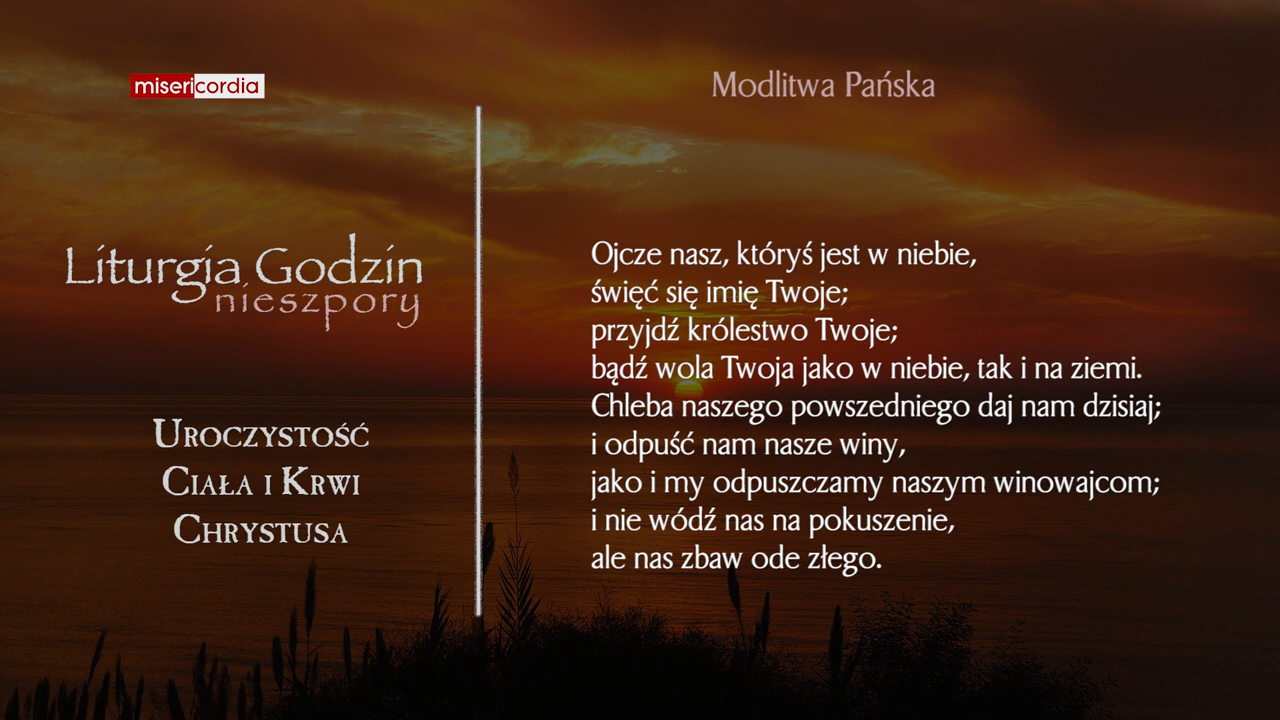 misericordia
Liturgia Godzin
nieszpory
Uroczystość
Ciała i Krwi
Chrystusa
Modlitwa Pańska
Ojcze nasz, któryś jest w niebie,
święć się imię Twoje;
przyjdź królestwo Twoje;
bądź wola Twoja jako w niebie, tak i na ziemi.
Chleba naszego powszedniego daj nam dzisiaj;
i odpuść nam nasze winy,
jako i my odpuszczamy naszym winowajcom;
i nie wódź nas na pokuszenie,
ale nas zbaw ode złego.